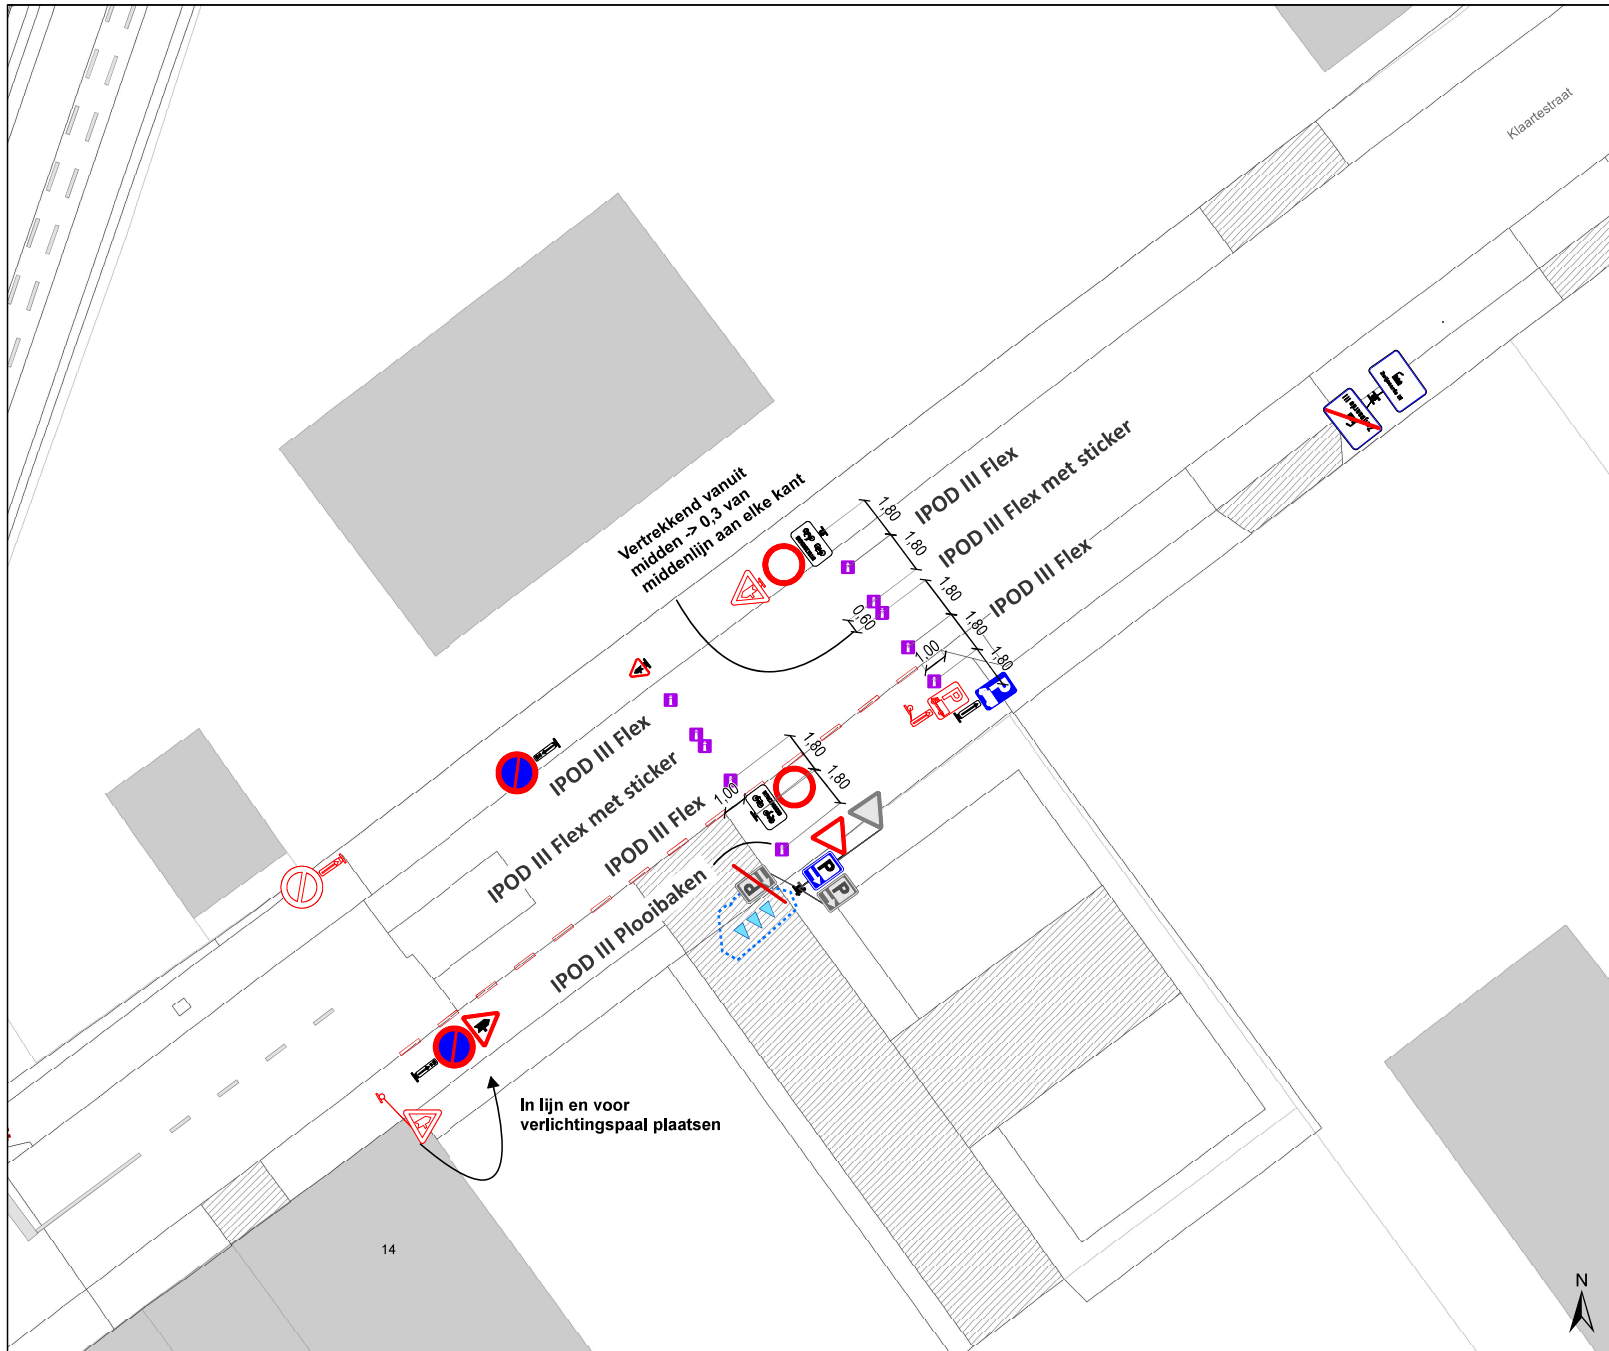 Klaartestraat
Vertrekkend vanuit
midden -> 0,3 van
middenlijn aan elke kant
IPOD III Flex
IPOD III Flex met sticker
IPOD III Flex
1,80
1,80
1,80
1,80
1,80
0,60
1,00
P
P
IPOD III Flex
IPOD III Flex met sticker
IPOD III Flex
IPOD III Plooibaken
1,80
1,80
1,00
P
P
P
In lijn en voor
verlichtingspaal plaatsen
14
N